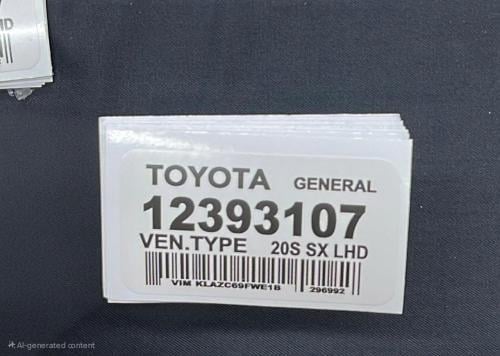 TOYOTA GENERAL
12393107
VEN.TYPE 20S SX LHD
VIM KLAZC69FWE1B 296992
AI-generated content